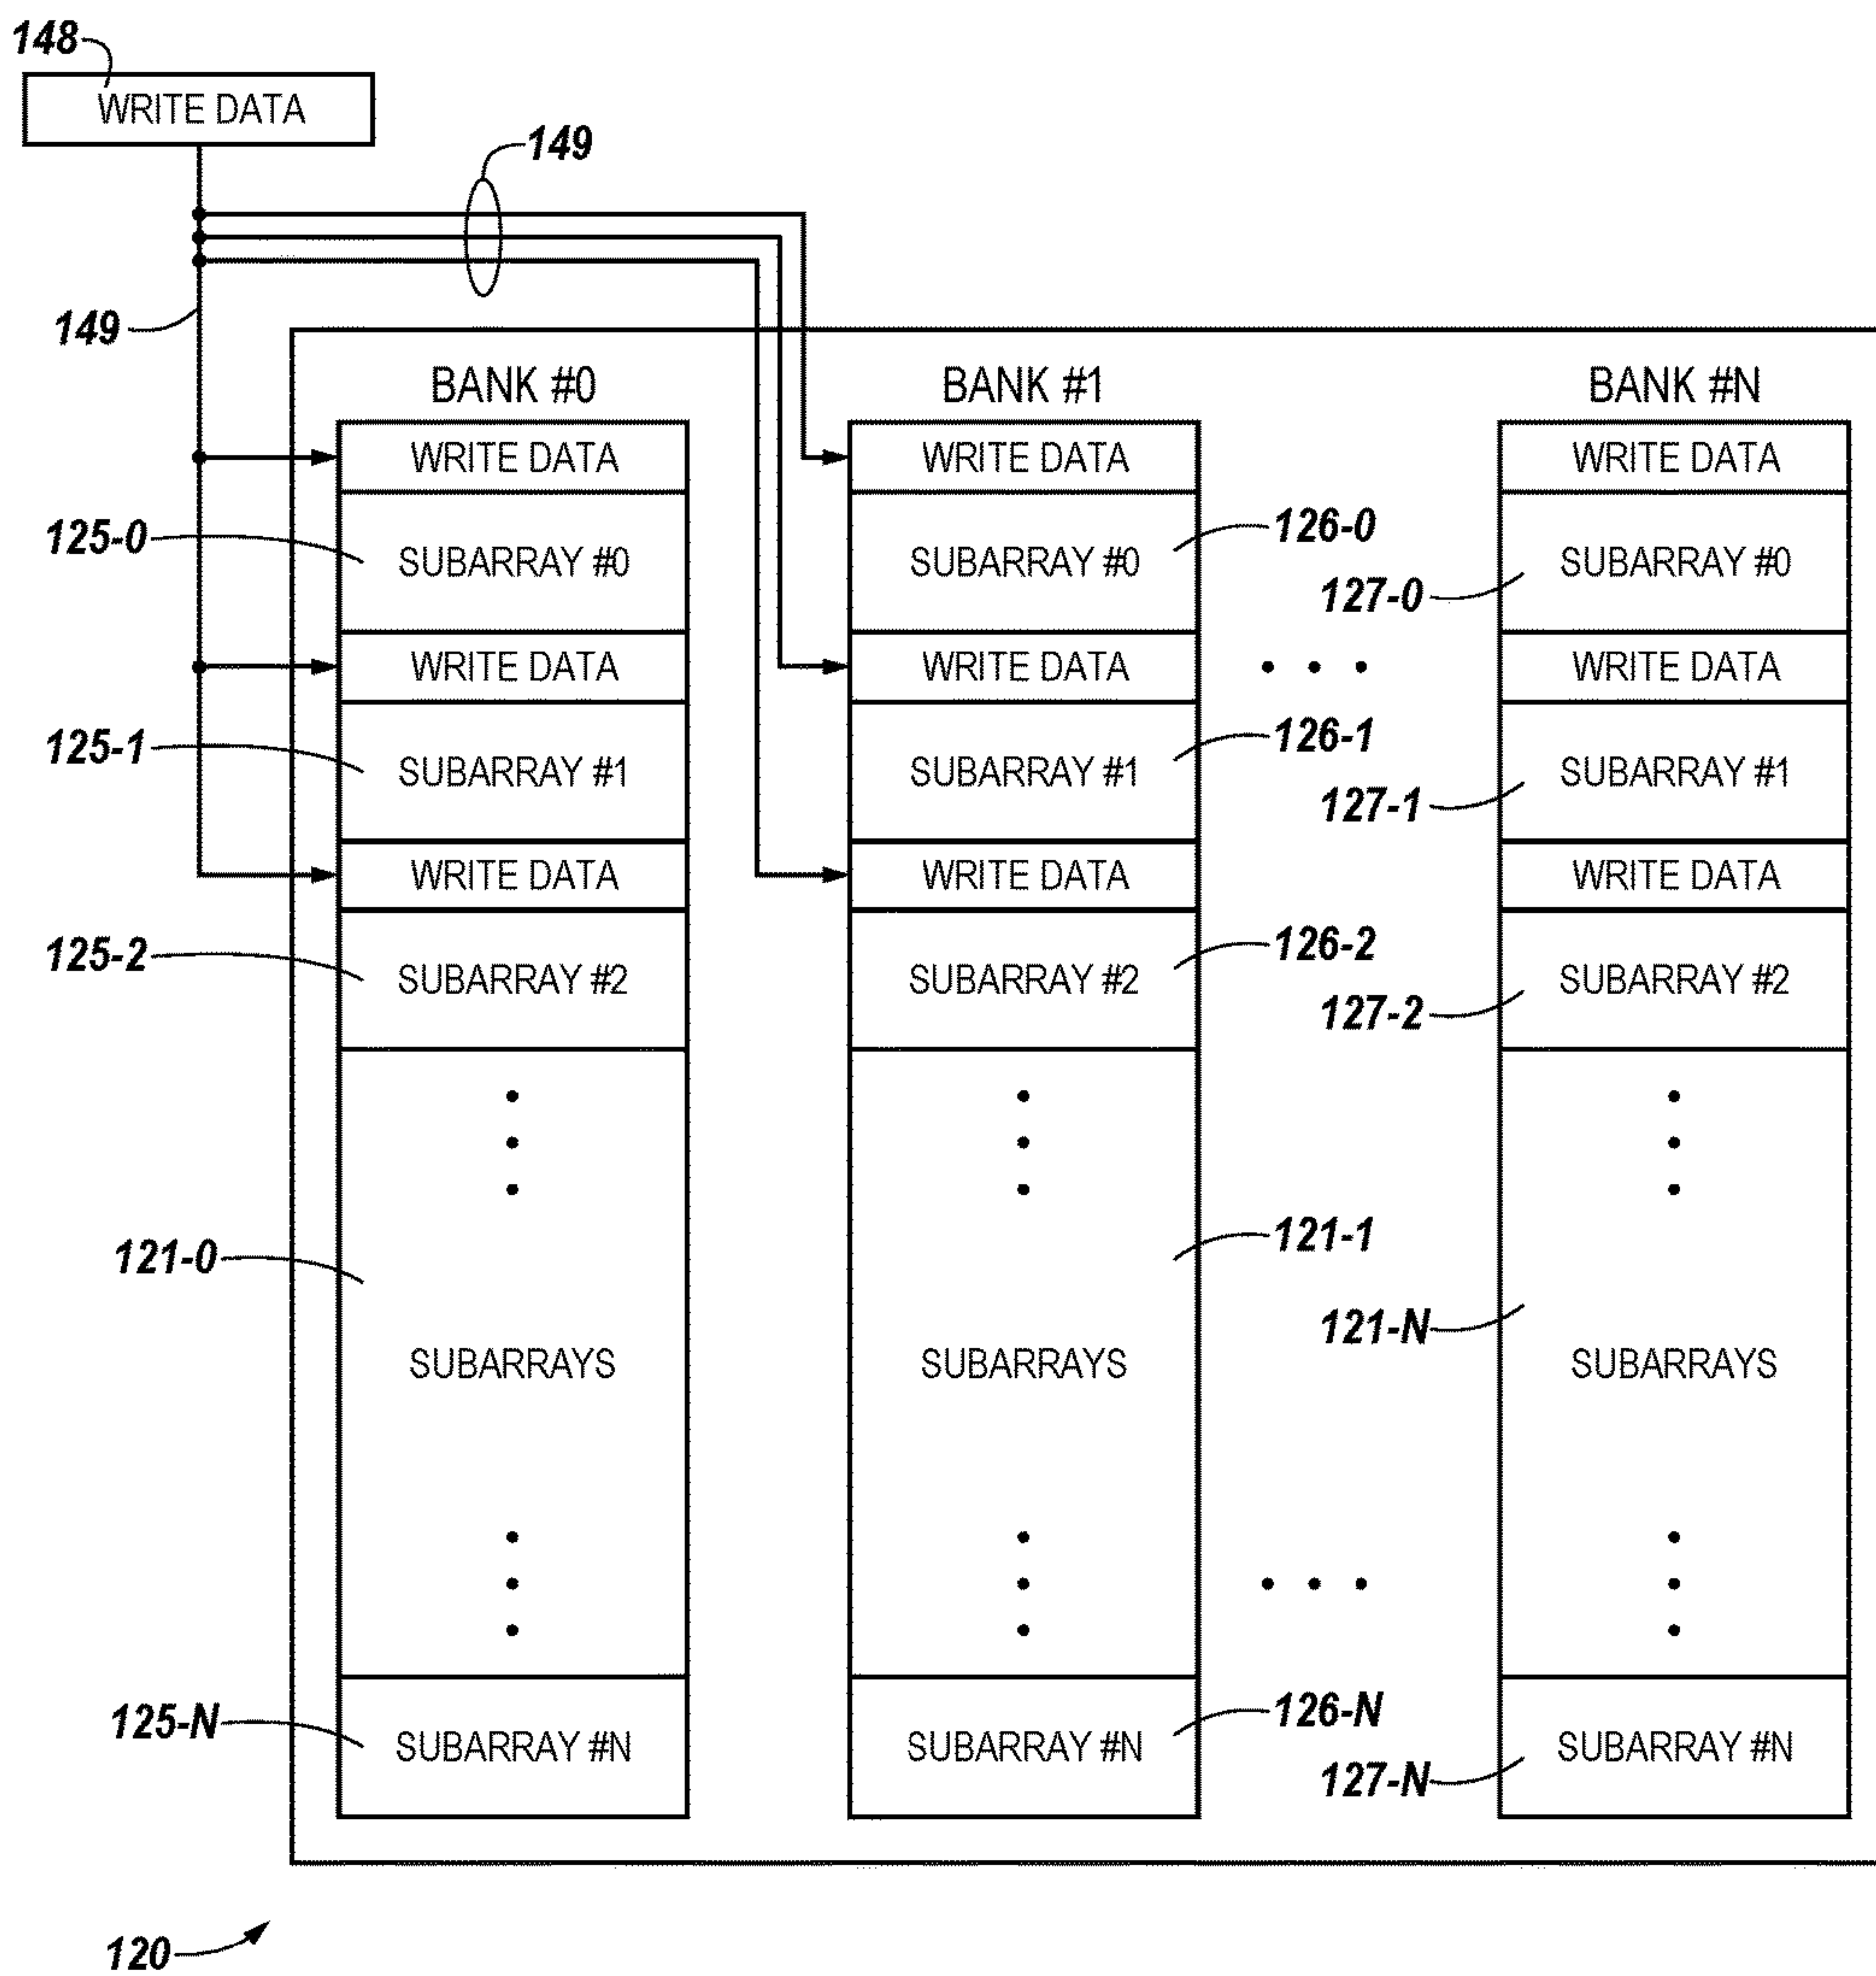 148
WRITE DATA
149
149
BANK #0 BANK #1 BANK #N
WRITE DATA WRITE DATA WRITE DATA
125-0 SUBARRAY #0 SUBARRAY #0 126-0 127-0 SUBARRAY #0
WRITE DATA WRITE DATA WRITE DATA
125-1 SUBARRAY #1 SUBARRAY #1 126-1 127-1 SUBARRAY #1
WRITE DATA WRITE DATA WRITE DATA
125-2 SUBARRAY #2 SUBARRAY #2 126-2 127-2 SUBARRAY #2
121-0 121-1 121-N
SUBARRAYS SUBARRAYS SUBARRAYS
125-N SUBARRAY #N SUBARRAY #N 126-N 127-N SUBARRAY #N
120